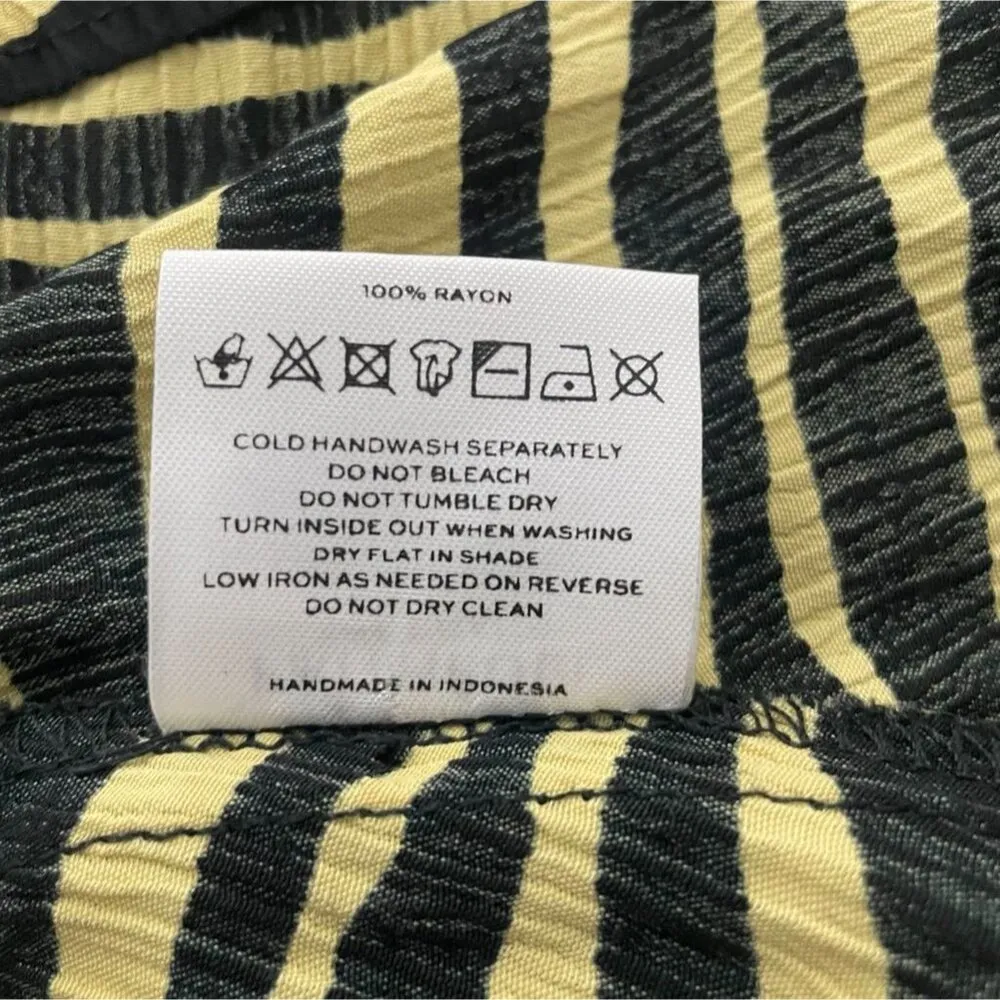 100% RAYON
COLD HANDWASH SEPARATELY
DO NOT BLEACH
DO NOT TUMBLE DRY
TURN INSIDE OUT WHEN WASHING
DRY FLAT IN SHADE
LOW IRON AS NEEDED ON REVERSE
DO NOT DRY CLEAN
HANDMADE IN INDONESIA